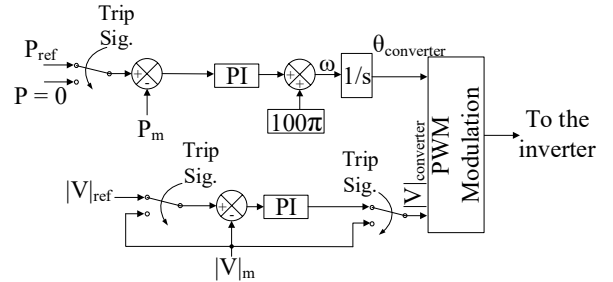 Trip
Sig.
P_ref
P = 0
+
-
P_m
PI
+
+
100π
ω
1/s
θ_converter
PWM
Modulation
|V|_converter
To the
inverter
Trip
Sig.
|V|_ref
+
-
|V|_m
PI
Trip
Sig.